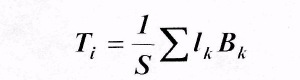 T_i = \frac{1}{S} \sum l_k B_k